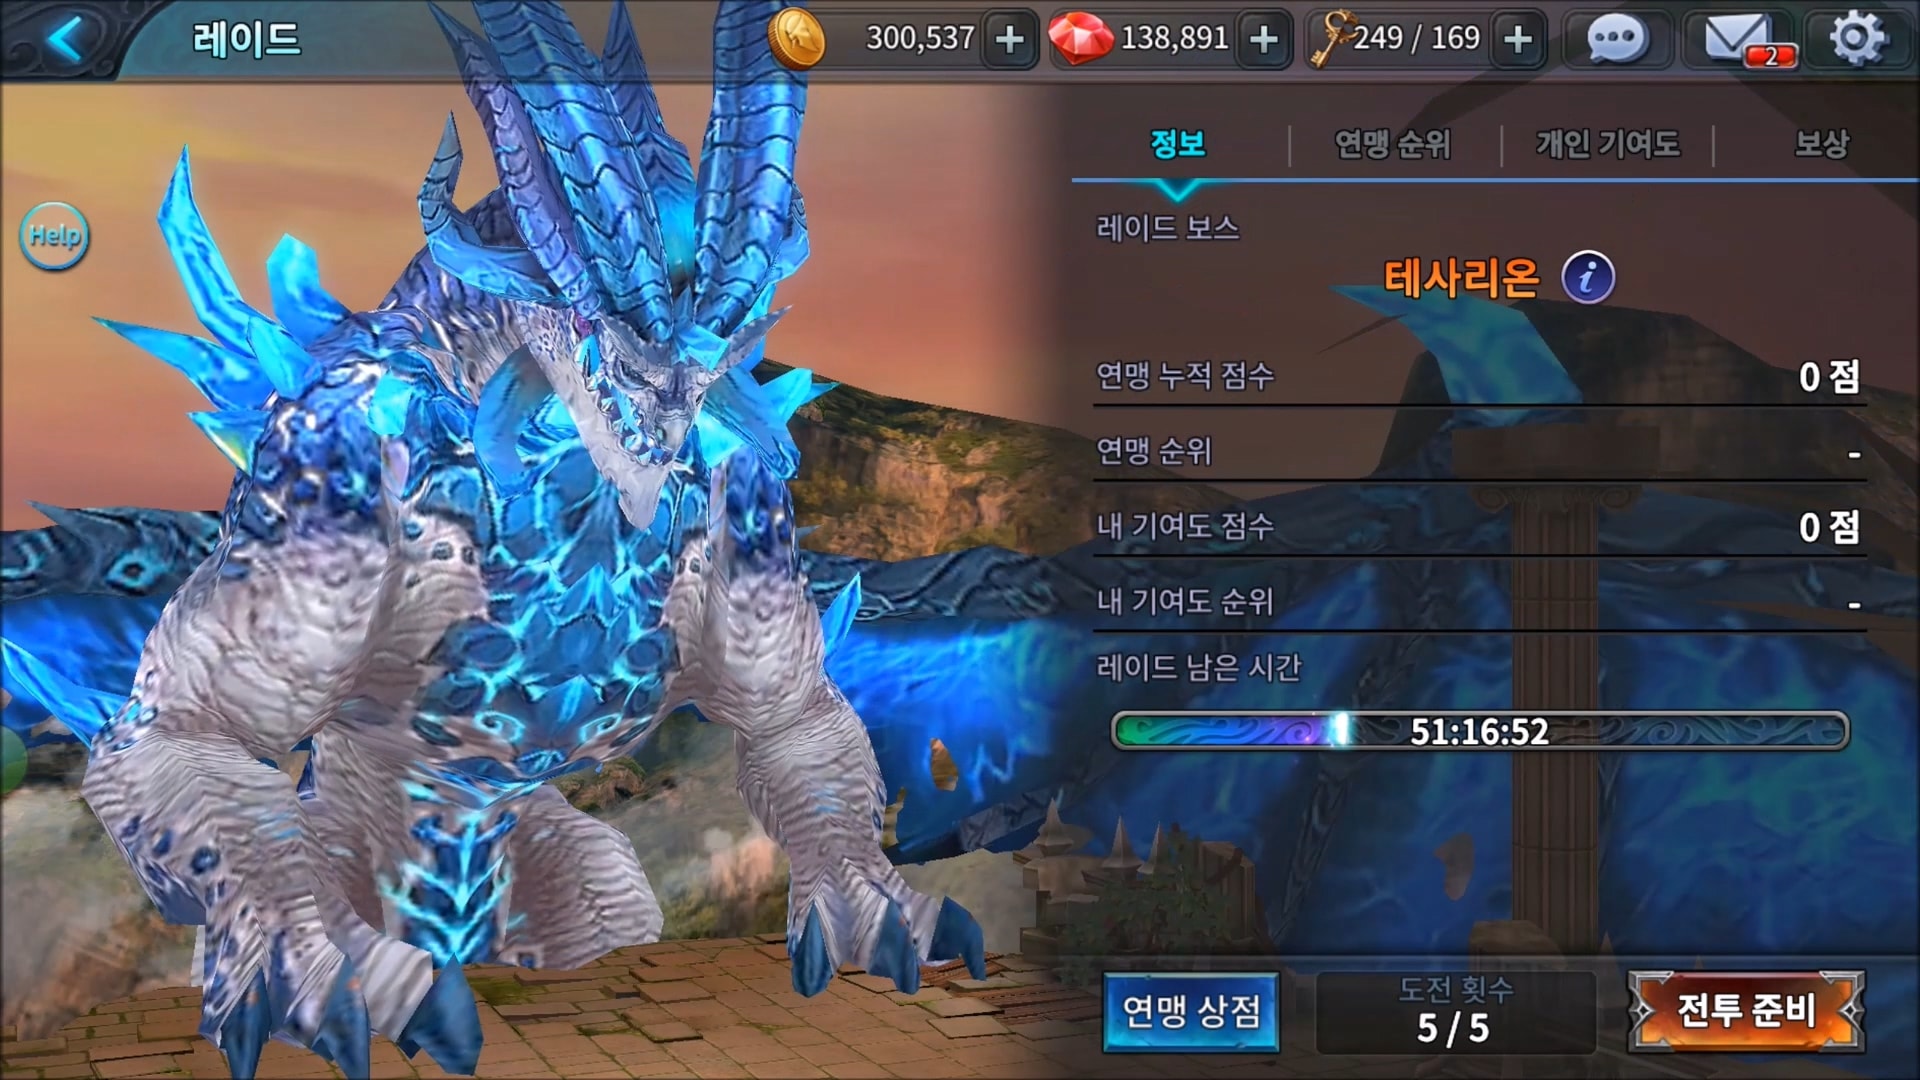 레이드
300,537
138,891
249 / 169
2
Help
정보
연맹 순위
개인 기여도
보상
레이드 보스
테사리온
i
연맹 누적 점수
0 점
연맹 순위
-
내 기여도 점수
0 점
내 기여도 순위
-
레이드 남은 시간
51:16:52
연맹 상점
도전 횟수
5 / 5
전투 준비